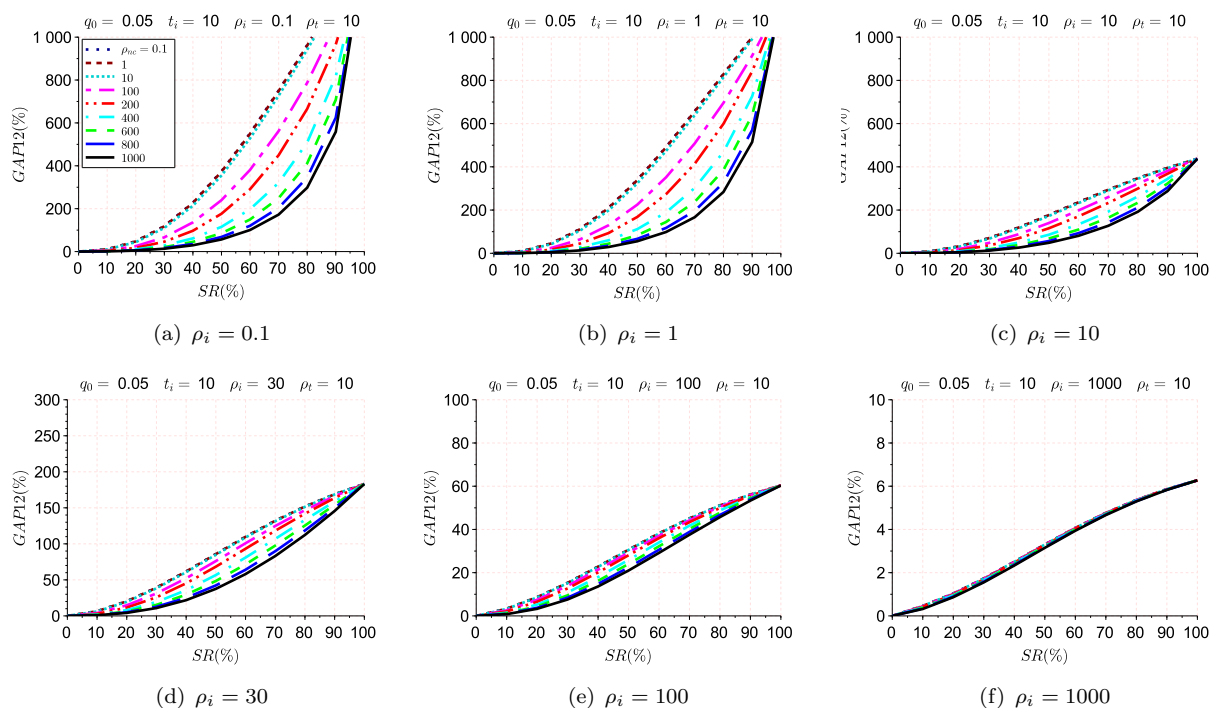 q₀ = 0.05 tᵢ = 10 ρᵢ = 0.1 ρₜ = 10
1 000
800
600
400
200
0
GAP12(%)
ρₙc = 0.1
1
10
100
200
400
600
800
1000
0 10 20 30 40 50 60 70 80 90 100
SR(%)
(a) ρᵢ = 0.1
q₀ = 0.05 tᵢ = 10 ρᵢ = 1 ρₜ = 10
1 000
800
600
400
200
0
GAP12(%)
0 10 20 30 40 50 60 70 80 90 100
SR(%)
(b) ρᵢ = 1
q₀ = 0.05 tᵢ = 10 ρᵢ = 10 ρₜ = 10
1 000
800
600
400
200
0
GAP12(%)
0 10 20 30 40 50 60 70 80 90 100
SR(%)
(c) ρᵢ = 10
q₀ = 0.05 tᵢ = 10 ρᵢ = 30 ρₜ = 10
300
250
200
150
100
50
0
GAP12(%)
0 10 20 30 40 50 60 70 80 90 100
SR(%)
(d) ρᵢ = 30
q₀ = 0.05 tᵢ = 10 ρᵢ = 100 ρₜ = 10
100
80
60
40
20
0
GAP12(%)
0 10 20 30 40 50 60 70 80 90 100
SR(%)
(e) ρᵢ = 100
q₀ = 0.05 tᵢ = 10 ρᵢ = 1000 ρₜ = 10
10
8
6
4
2
0
GAP12(%)
0 10 20 30 40 50 60 70 80 90 100
SR(%)
(f) ρᵢ = 1000